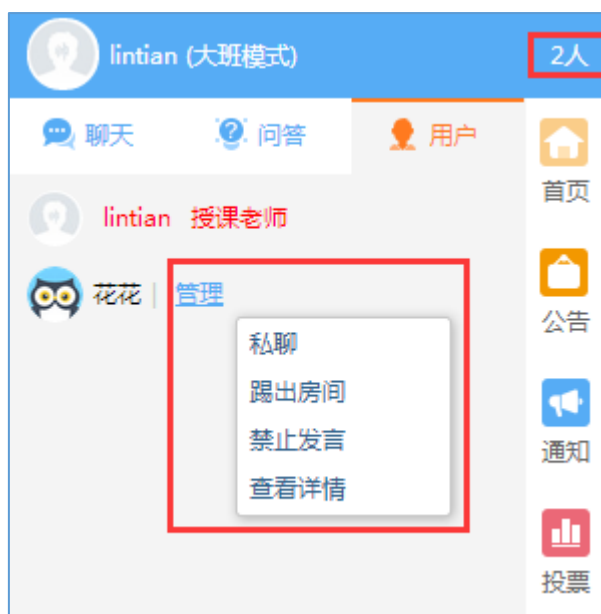 lintian (大班模式)
2人
聊天
问答
用户
首页
lintian 授课老师
花花 | 管理
公告
私聊
踢出房间
禁止发言
查看详情
通知
投票